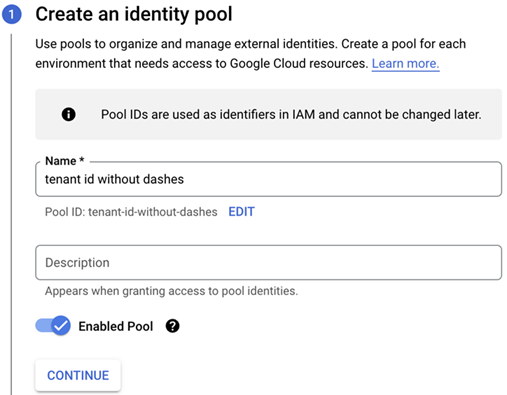 1 Create an identity pool
Use pools to organize and manage external identities. Create a pool for each
environment that needs access to Google Cloud resources. Learn more.
Pool IDs are used as identifiers in IAM and cannot be changed later.
Name *
tenant id without dashes
Pool ID: tenant-id-without-dashes EDIT
Description
Appears when granting access to pool identities.
Enabled Pool
CONTINUE